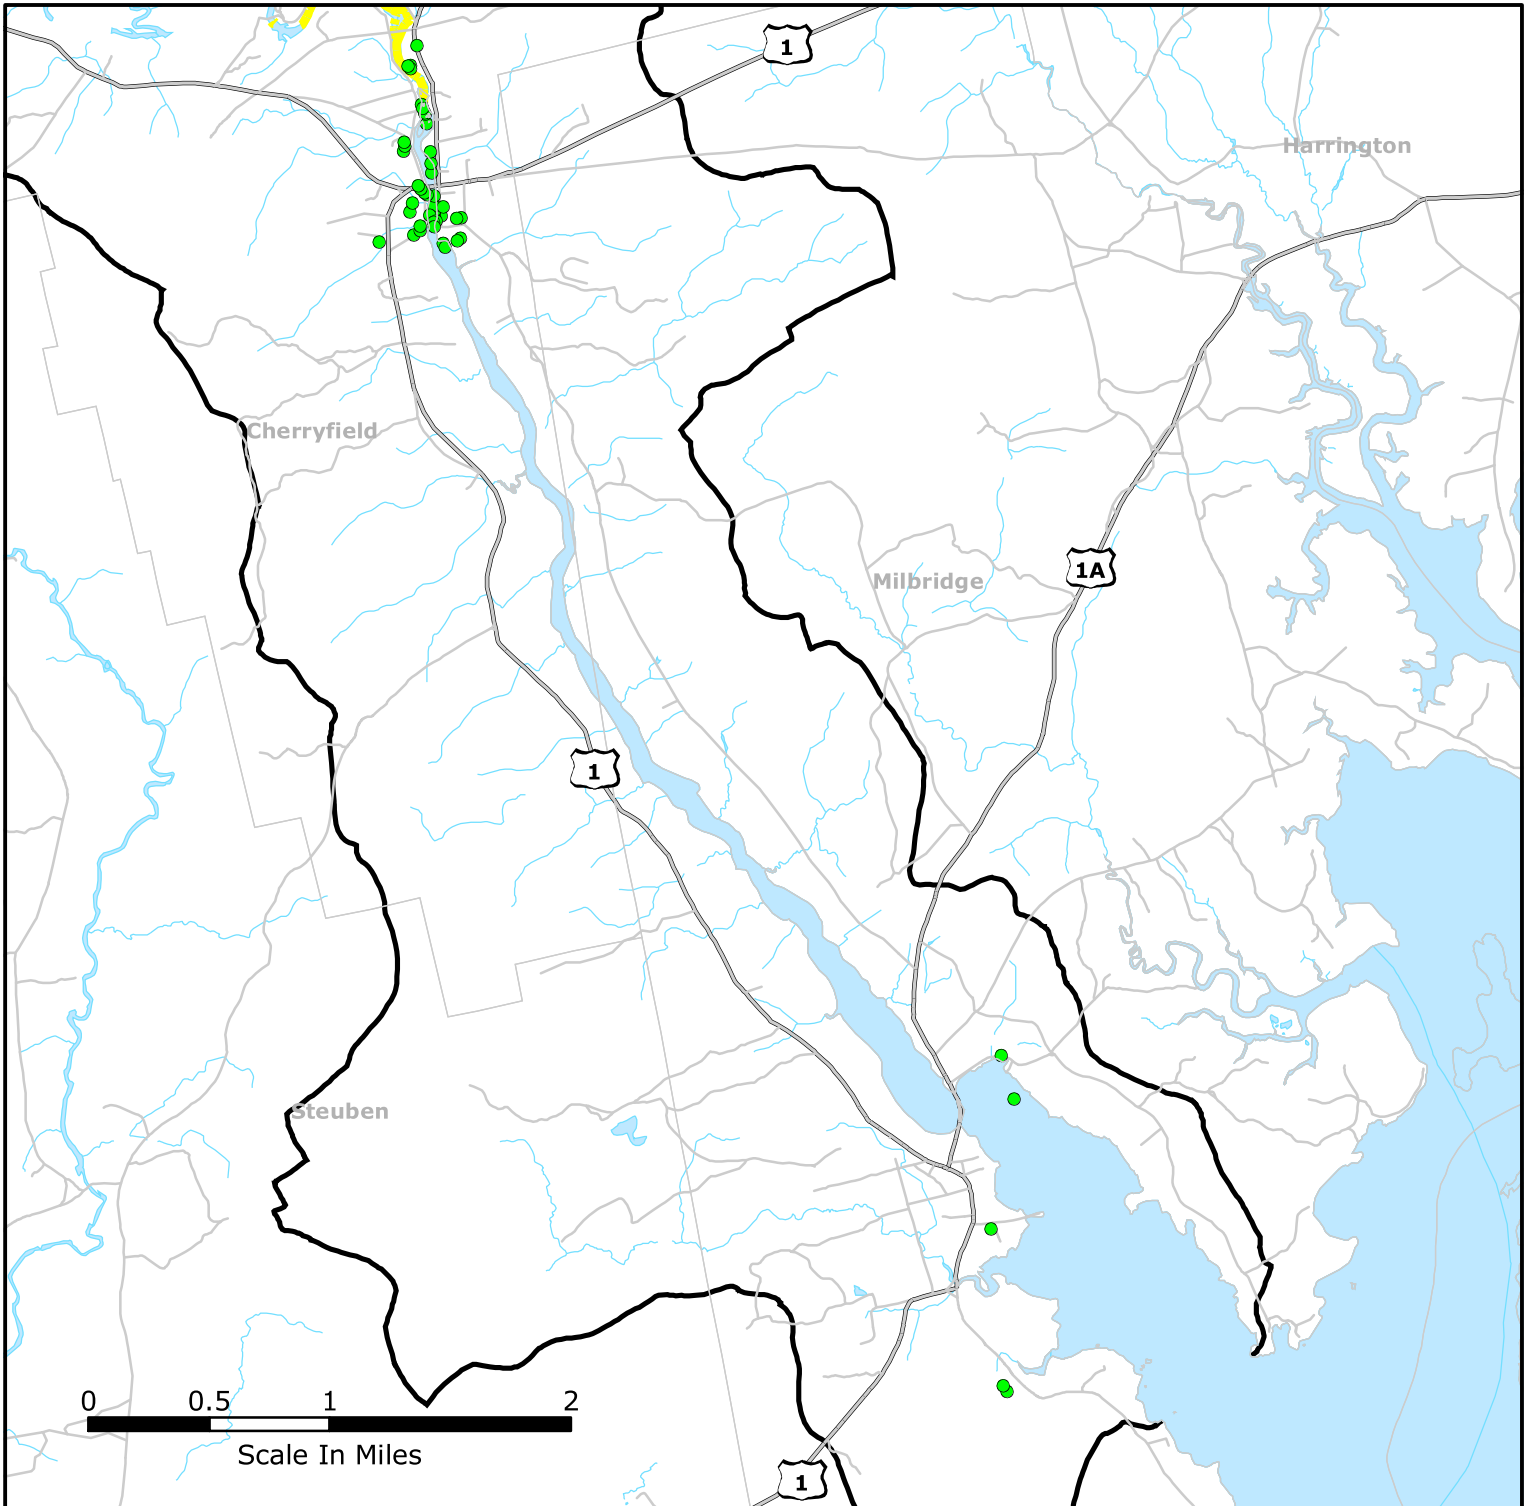 1
Harrington
Cherryfield
1A
Milbridge
1
Steuben
0 0.5 1 2
Scale In Miles
1